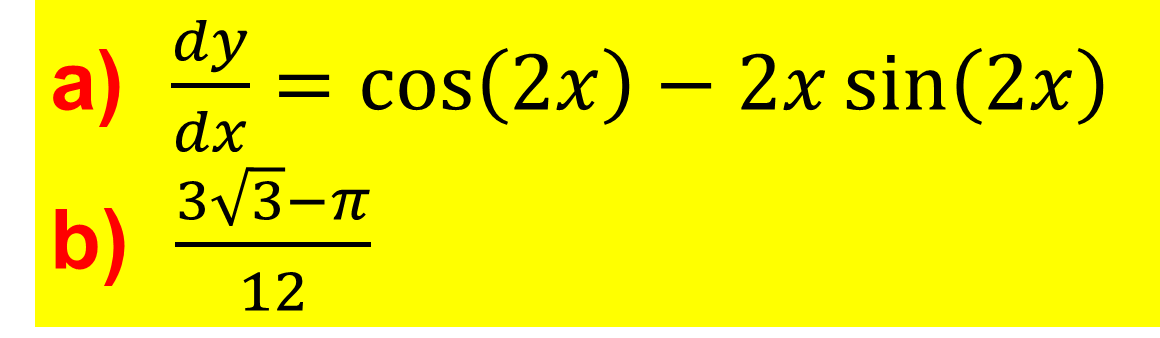 a) dy/dx = cos(2x) − 2x sin(2x)
b) 3√3−π/12